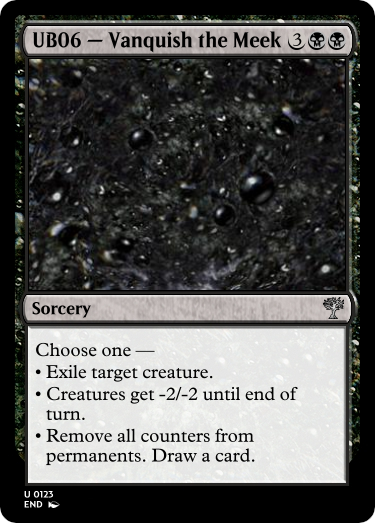 UB06 — Vanquish the Meek 3
Sorcery
Choose one —
• Exile target creature.
• Creatures get -2/-2 until end of
turn.
• Remove all counters from
permanents. Draw a card.
U 0123
END